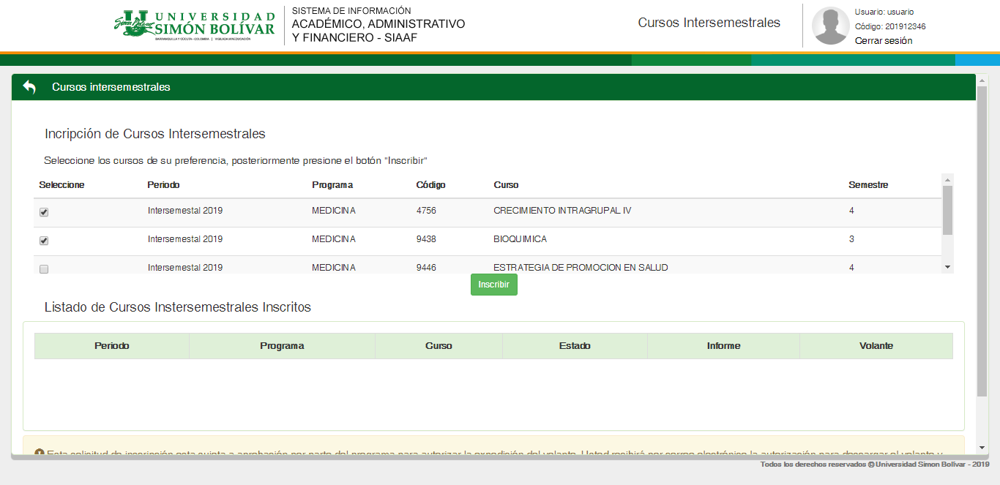 UNIVERSIDAD
SIMÓN BOLÍVAR
BARRANQUILLA Y CÚCUTA - COLOMBIA | VIGILADA MINEDUCACIÓN
SISTEMA DE INFORMACIÓN
ACADÉMICO, ADMINISTRATIVO
Y FINANCIERO - SIAAF
Cursos Intersemestrales
Usuario: usuario
Código: 201912346
Cerrar sesión
Cursos intersemestrales
Incripción de Cursos Intersemestrales
Seleccione los cursos de su preferencia, posteriormente presione el botón "Inscribir"
Seleccione Periodo Programa Código Curso Semestre
Intersemestal 2019 MEDICINA 4756 CRECIMIENTO INTRAGRUPAL IV 4
Intersemestal 2019 MEDICINA 9438 BIOQUIMICA 3
Intersemestal 2019 MEDICINA 9446 ESTRATEGIA DE PROMOCION EN SALUD 4
Inscribir
Listado de Cursos Instersemestrales Inscritos
Periodo Programa Curso Estado Informe Volante
Esta solicitud de inscripción esta sujeta a aprobación por parte del programa para autorizar la expedición del volante. Usted recibirá por correo electrónico la autorización para descargar el volante y
Todos los derechos reservados @ Universidad Simon Bolívar - 2019